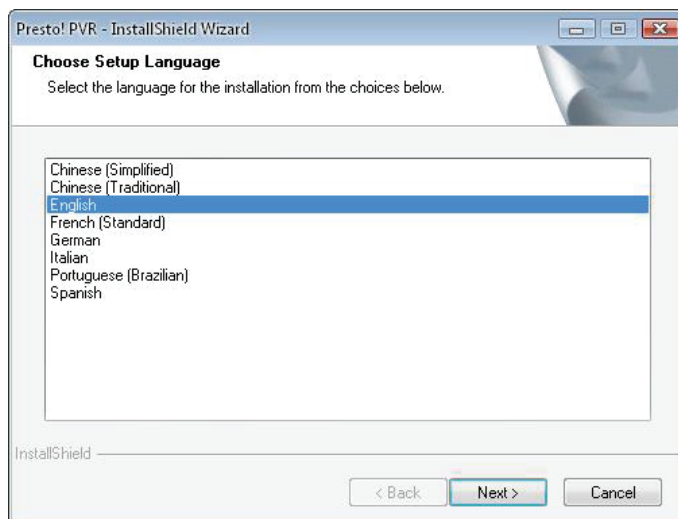 Presto! PVR - InstallShield Wizard
Choose Setup Language
Select the language for the installation from the choices below.
Chinese (Simplified)
Chinese (Traditional)
English
French (Standard)
German
Italian
Portuguese (Brazilian)
Spanish
InstallShield
< Back
Next >
Cancel